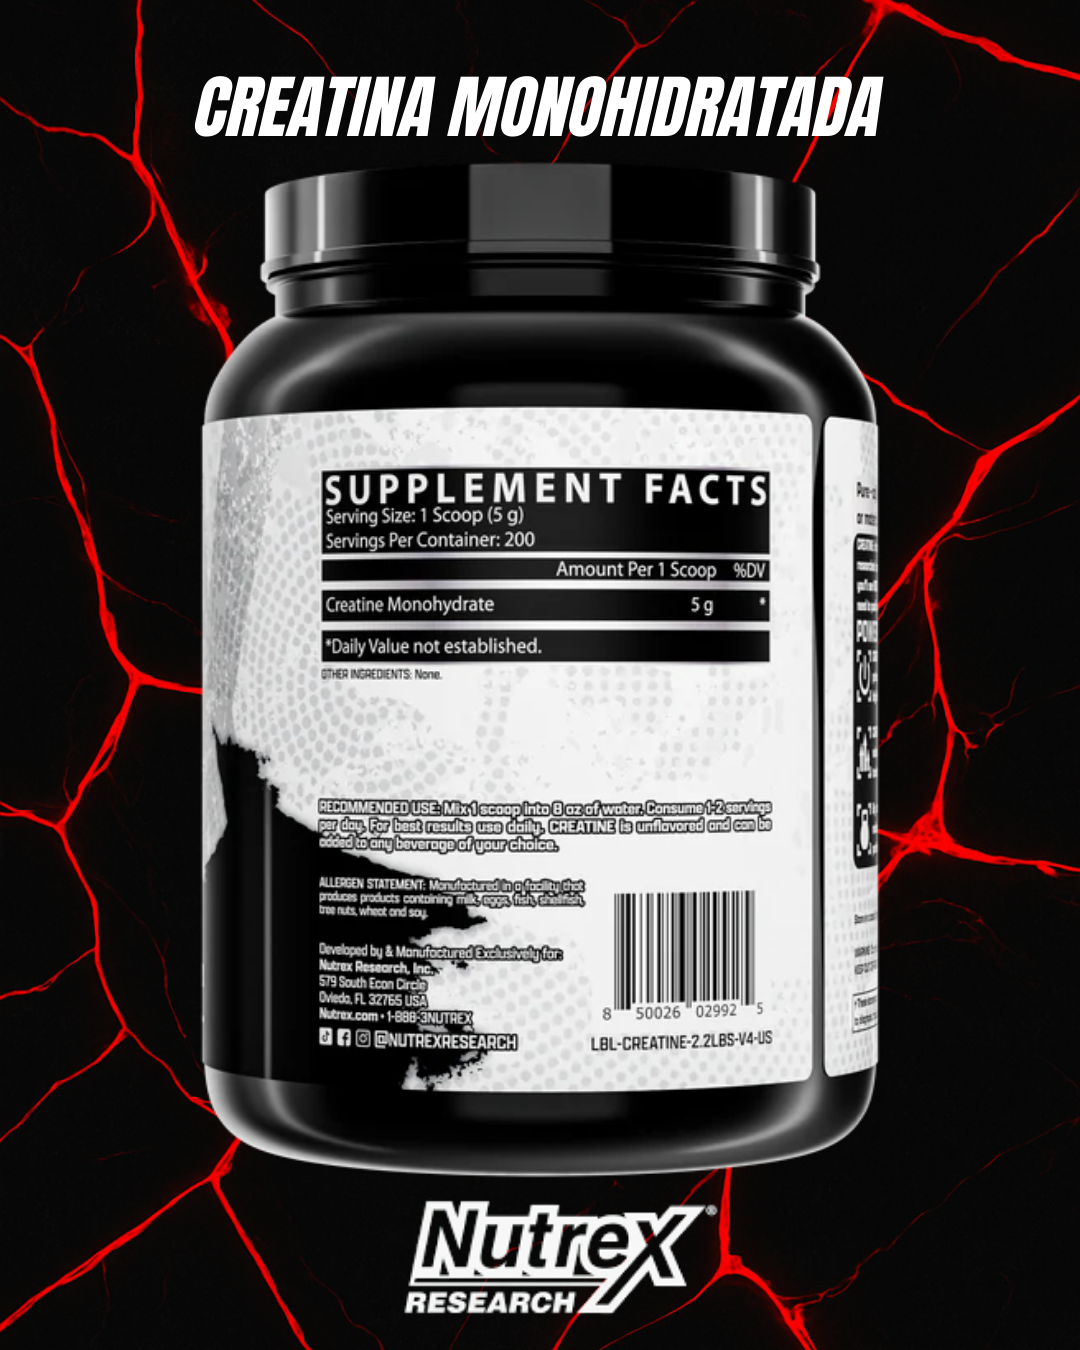 CREATINA MONOHIDRATADA
SUPPLEMENT FACTS
Serving Size: 1 Scoop (5 g)
Servings Per Container: 200
Amount Per 1 Scoop %DV
Creatine Monohydrate 5 g *
*Daily Value not established.
OTHER INGREDIENTS: None.
RECOMMENDED USE: Mix 1 scoop into 8 oz of water. Consume 1-2 servings
per day. For best results use daily. CREATINE is unflavored and can be
added to any beverage of your choice.
ALLERGEN STATEMENT: Manufactured in a facility that
produces products containing milk, eggs, fish, shellfish,
tree nuts, wheat and soy.
Developed by & Manufactured Exclusively for:
Nutrex Research, Inc.
579 South Econ Circle
Oviedo, FL 32765 USA
Nutrex.com • 1-888-3NUTREX
@NUTREXRESEARCH
8 50026 02992 5
LBL-CREATINE-2.2LBS-V4-US
Nutrex®
RESEARCH